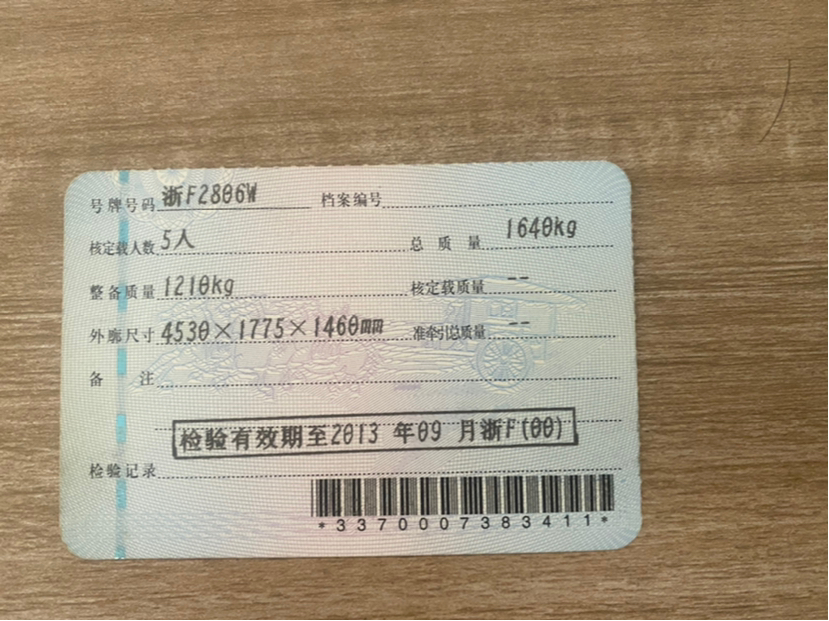 号牌号码 浙F2806W 档案编号
核定载人数 5人 总质量 1640kg
整备质量 1210kg 核定载质量 --
外廓尺寸 4530×1775×1460mm 准牵引总质量 --
备注
检验有效期至2013 年09 月浙F(00)
检验记录
*3370007383411*